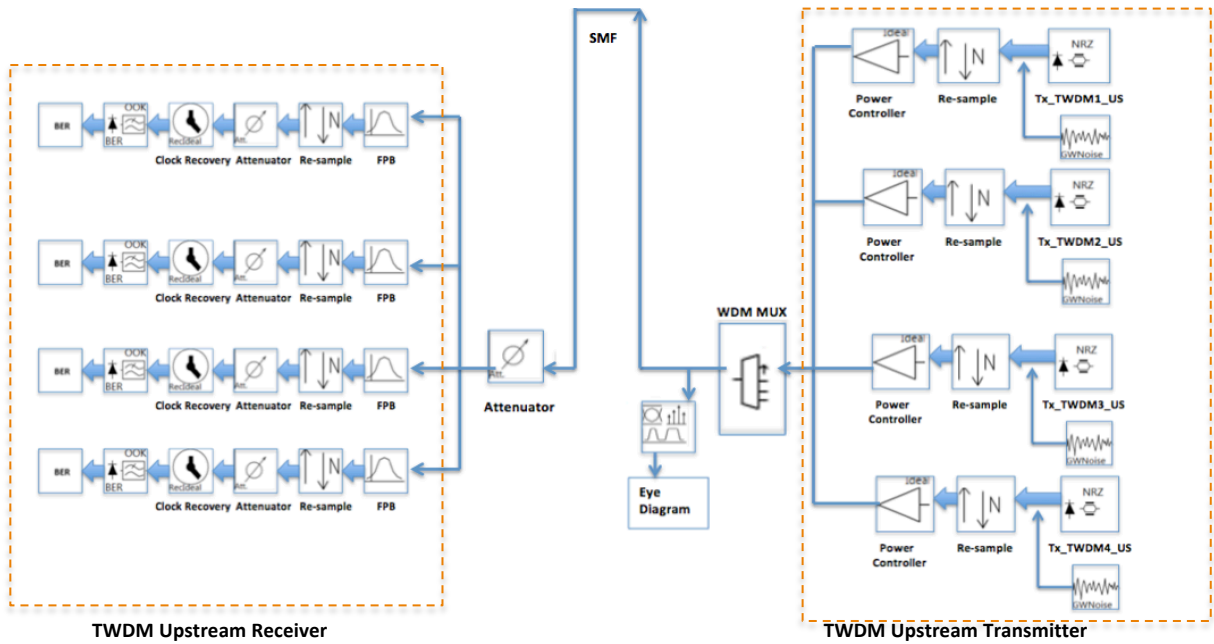 SMF
Ideal
N
NRZ
Power
Controller
Re-sample
Tx_TWDM1_US
GWNoise
Ideal
N
NRZ
Power
Controller
Re-sample
Tx_TWDM2_US
GWNoise
WDM MUX
Ideal
N
NRZ
Power
Controller
Re-sample
Tx_TWDM3_US
GWNoise
Ideal
N
NRZ
Power
Controller
Re-sample
Tx_TWDM4_US
GWNoise
BER
OOK
BER
RecIdeal
Att.
N
Clock Recovery
Attenuator
Re-sample
FPB
BER
OOK
BER
RecIdeal
Att.
N
Clock Recovery
Attenuator
Re-sample
FPB
BER
OOK
BER
RecIdeal
Att.
N
Clock Recovery
Attenuator
Re-sample
FPB
BER
OOK
BER
RecIdeal
Att.
N
Clock Recovery
Attenuator
Re-sample
FPB
Att.
Attenuator
Eye
Diagram
TWDM Upstream Receiver
TWDM Upstream Transmitter